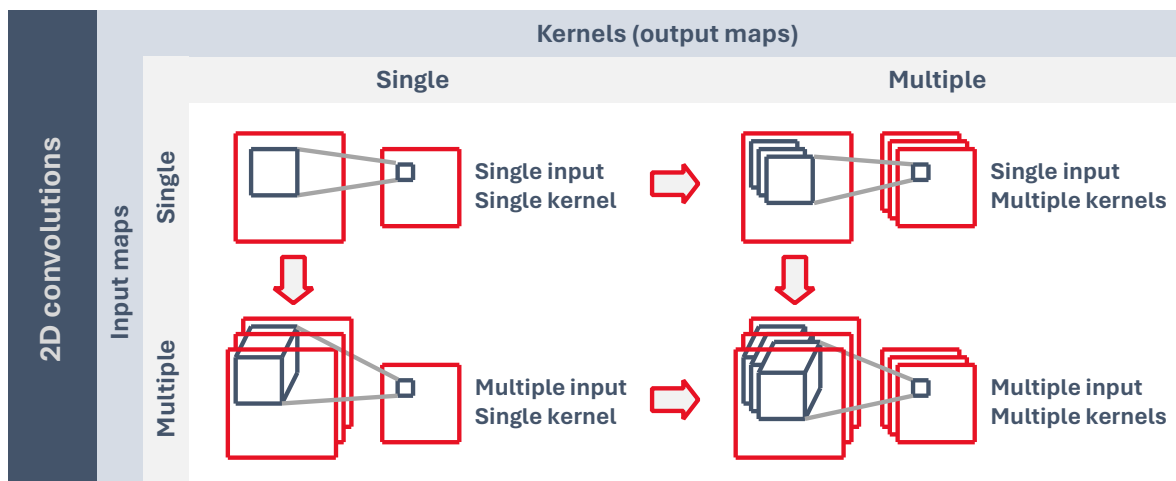 2D convolutions
Input maps
Kernels (output maps)
Single
Multiple
Single
Single input
Single kernel
Single input
Multiple kernels
Multiple
Multiple input
Single kernel
Multiple input
Multiple kernels